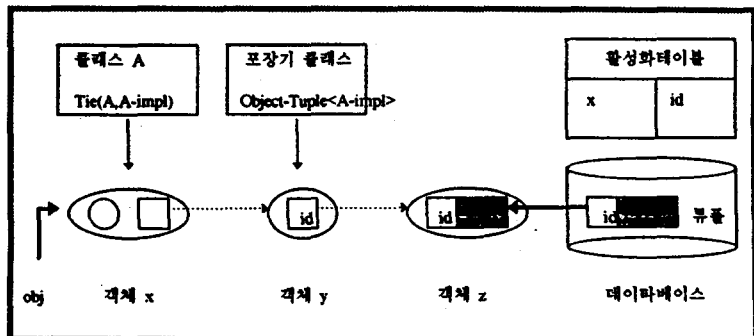 클래스 A
Tie(A,A-impl)
포장기 클래스
Object-Tuple<A-impl>
활성화테이블
x id
id
id
id
튜플
obj
객체 x
객체 y
객체 z
데이타베이스